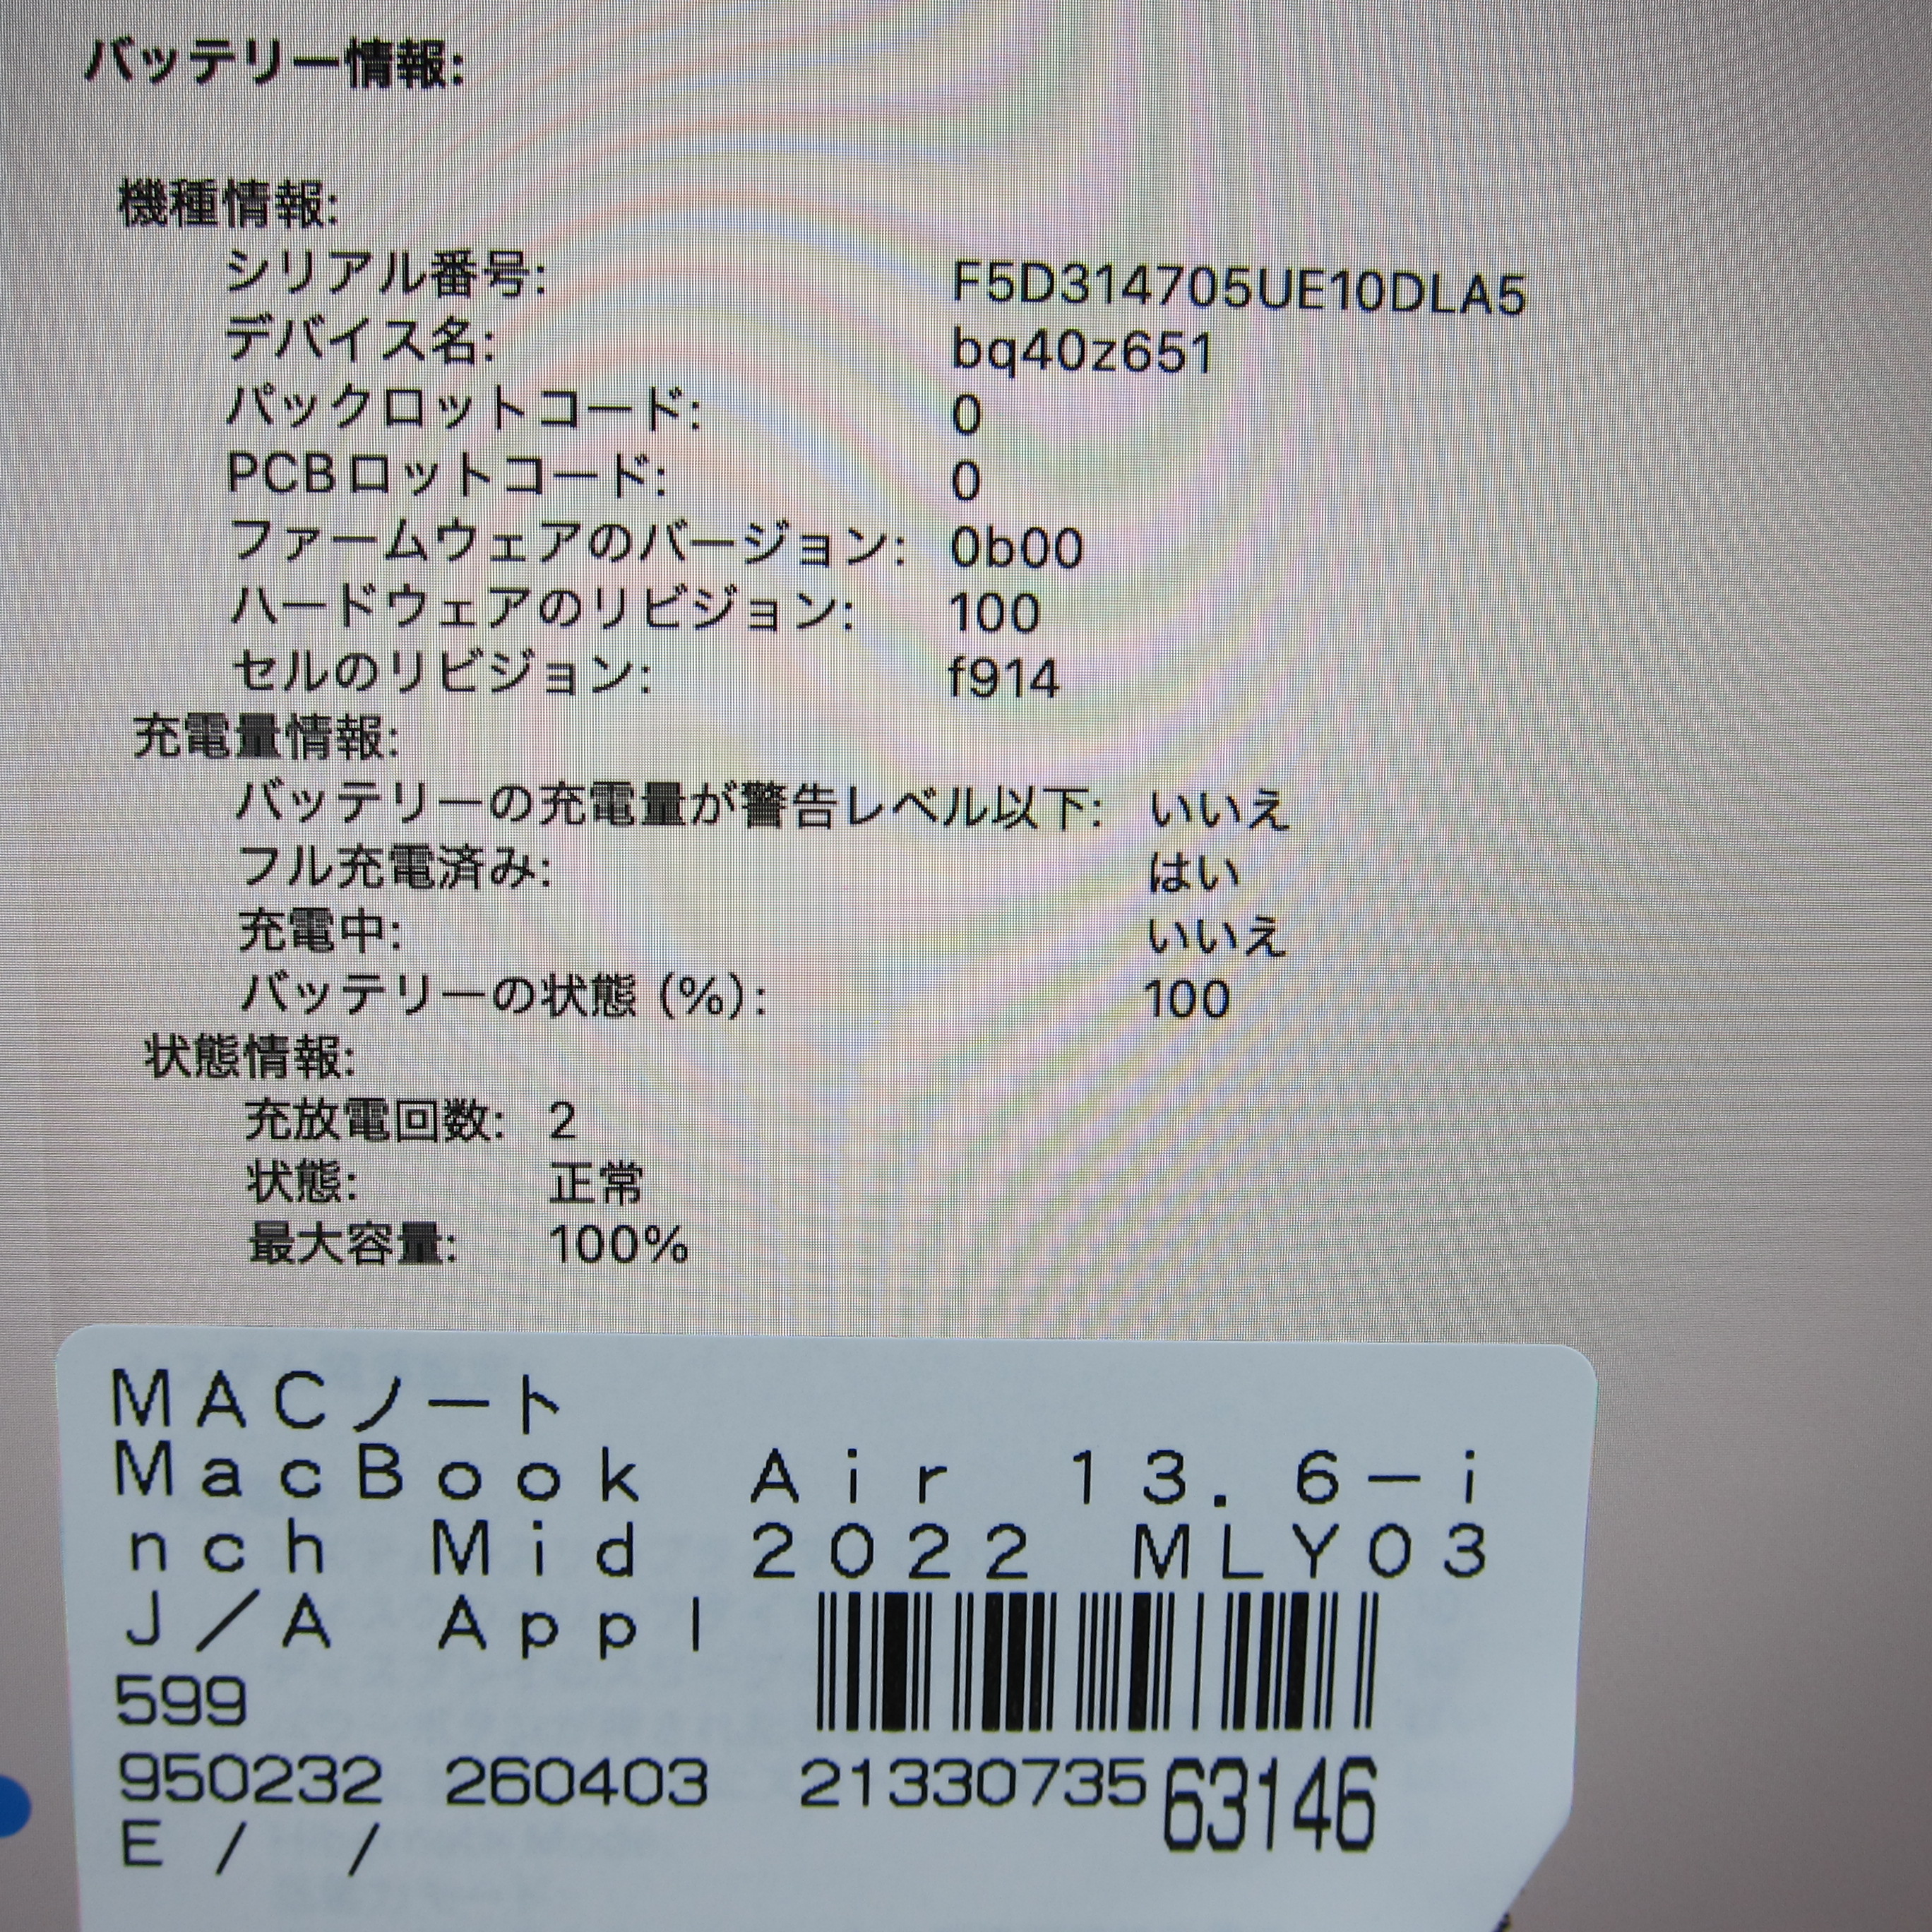 バッテリー情報:
機種情報:
シリアル番号: F5D314705UE10DLA5
デバイス名: bq40z651
パックロットコード: 0
PCBロットコード: 0
ファームウェアのバージョン: 0b00
ハードウェアのリビジョン: 100
セルのリビジョン: f914
充電量情報:
バッテリーの充電量が警告レベル以下: いいえ
フル充電済み: はい
充電中: いいえ
バッテリーの状態 (%): 100
状態情報:
充放電回数: 2
状態: 正常
最大容量: 100%
MACノート
MacBook Air 13.6-i
nch Mid 2022 MLY03
J/A Appl
599
950232 260403 21330735 63146
E / /